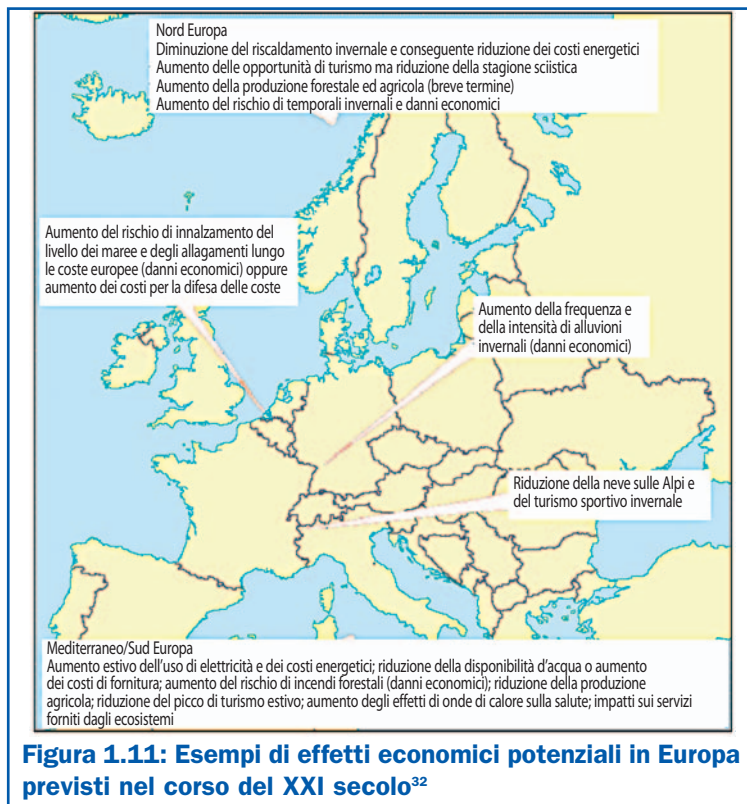 Nord Europa
Diminuzione del riscaldamento invernale e conseguente riduzione dei costi energetici
Aumento delle opportunità di turismo ma riduzione della stagione sciistica
Aumento della produzione forestale ed agricola (breve termine)
Aumento del rischio di temporali invernali e danni economici
Aumento del rischio di innalzamento del
livello dei maree e degli allagamenti lungo
le coste europee (danni economici) oppure
aumento dei costi per la difesa delle coste
Aumento della frequenza e
della intensità di alluvioni
invernali (danni economici)
Riduzione della neve sulle Alpi e
del turismo sportivo invernale
Mediterraneo/Sud Europa
Aumento estivo dell'uso di elettricità e dei costi energetici; riduzione della disponibilità d'acqua o aumento
dei costi di fornitura; aumento del rischio di incendi forestali (danni economici); riduzione della produzione
agricola; riduzione del picco di turismo estivo; aumento degli effetti di onde di calore sulla salute; impatti sui servizi
forniti dagli ecosistemi
Figura 1.11: Esempi di effetti economici potenziali in Europa
previsti nel corso del XXI secolo³²